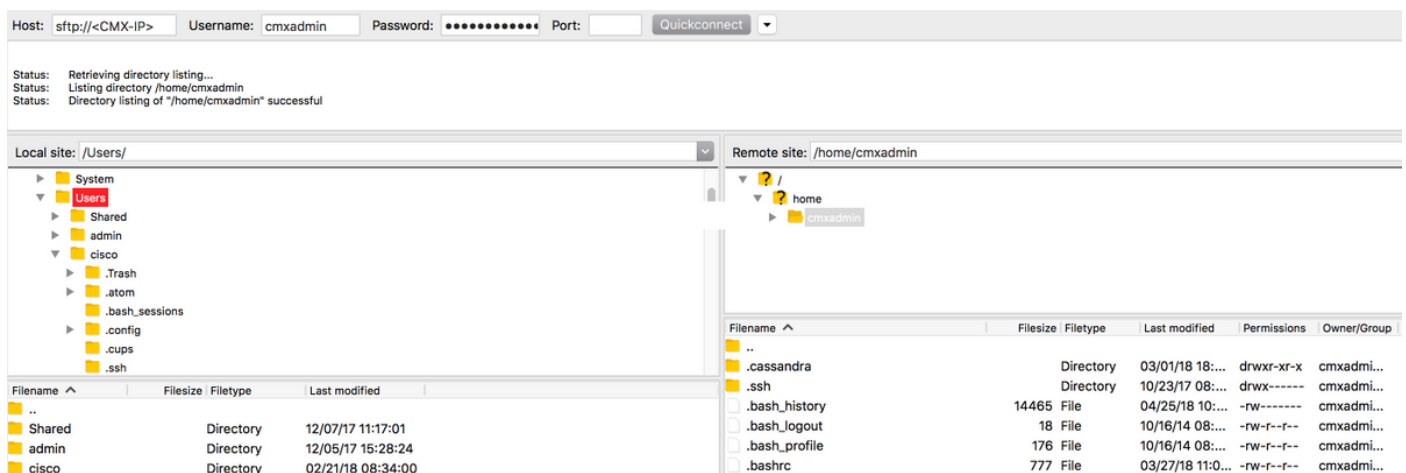 Host: sftp://<CMX-IP> Username: cmxadmin Password: •••••••••••• Port: Quickconnect
Status: Retrieving directory listing...
Status: Listing directory /home/cmxadmin
Status: Directory listing of "/home/cmxadmin" successful
Local site: /Users/
System
Users
Shared
admin
cisco
.Trash
.atom
.bash_sessions
.config
.cups
.ssh
Filename Filesize Filetype Last modified
..
Shared Directory 12/07/17 11:17:01
admin Directory 12/05/17 15:28:24
cisco Directory 02/21/18 08:34:00
Remote site: /home/cmxadmin
/
home
cmxadmin
Filename Filesize Filetype Last modified Permissions Owner/Group
..
.cassandra Directory 03/01/18 18:... drwxr-xr-x cmxadmi...
.ssh Directory 10/23/17 08:... drwx------ cmxadmi...
.bash_history 14465 File 04/25/18 10:... -rw------- cmxadmi...
.bash_logout 18 File 10/16/14 08:... -rw-r--r-- cmxadmi...
.bash_profile 176 File 10/16/14 08:... -rw-r--r-- cmxadmi...
.bashrc 777 File 03/27/18 11:0... -rw-r--r-- cmxadmi...